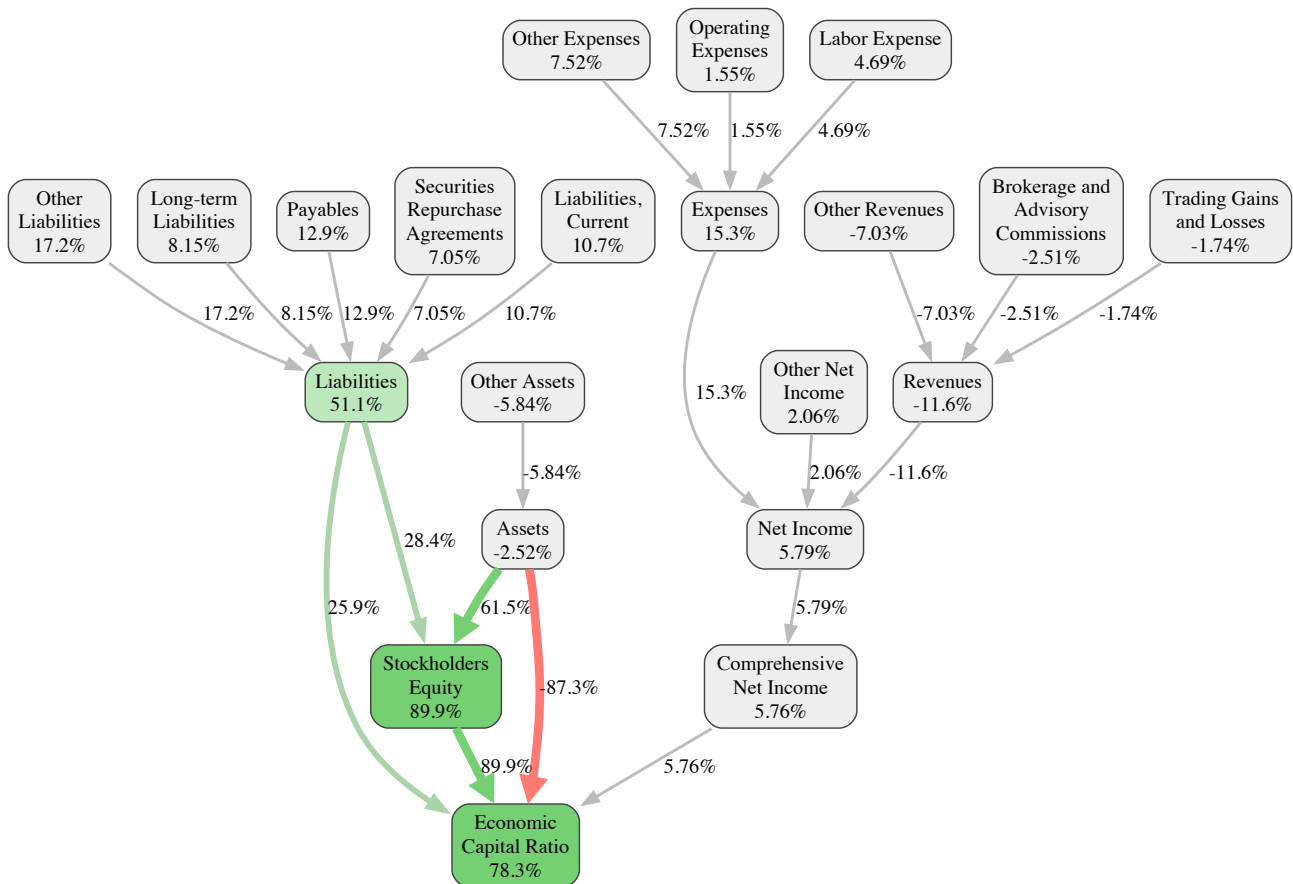 Other Expenses
7.52%
Operating
Expenses
1.55%
Labor Expense
4.69%
7.52%
1.55%
4.69%
Other
Liabilities
17.2%
Long-term
Liabilities
8.15%
Payables
12.9%
Securities
Repurchase
Agreements
7.05%
Liabilities,
Current
10.7%
Expenses
15.3%
Other Revenues
-7.03%
Brokerage and
Advisory
Commissions
-2.51%
Trading Gains
and Losses
-1.74%
17.2%
8.15%
12.9%
7.05%
10.7%
-7.03%
-2.51%
-1.74%
Liabilities
51.1%
Other Assets
-5.84%
15.3%
Other Net
Income
2.06%
Revenues
-11.6%
-5.84%
2.06%
-11.6%
28.4%
Assets
-2.52%
Net Income
5.79%
25.9%
61.5%
5.79%
Stockholders
Equity
89.9%
-87.3%
Comprehensive
Net Income
5.76%
89.9%
5.76%
Economic
Capital Ratio
78.3%